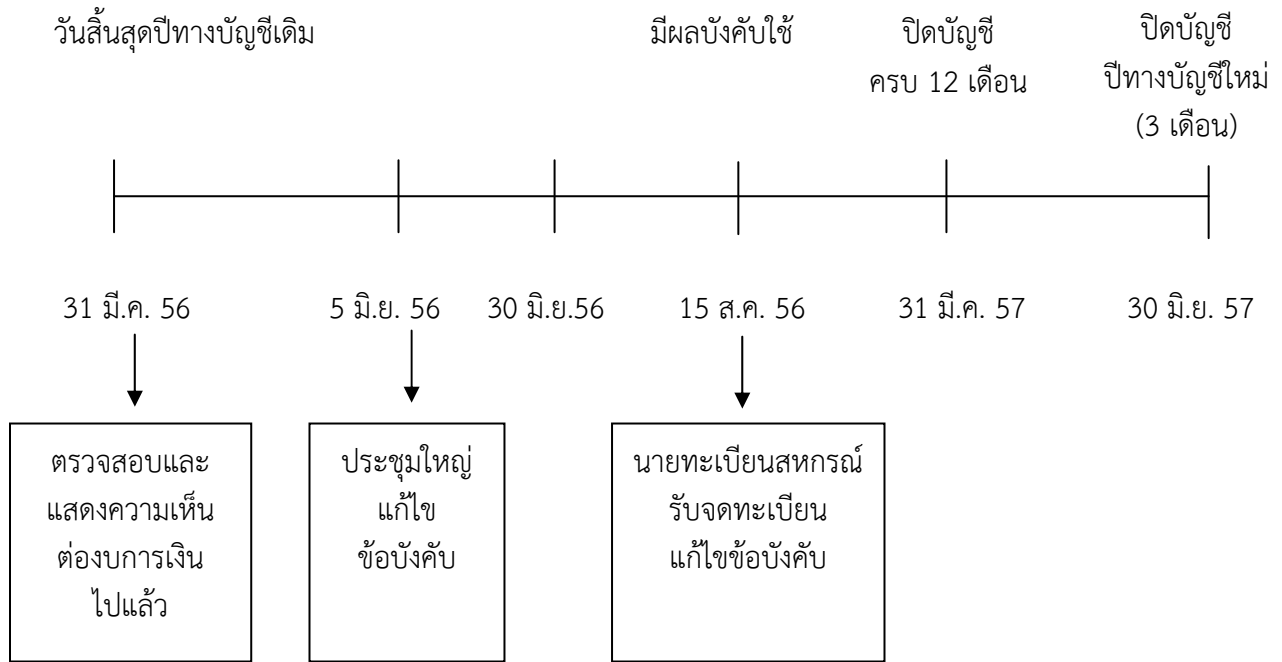 วันสิ้นสุดปีทางบัญชีเดิม
มีผลบังคับใช้
ปิดบัญชี
ครบ 12 เดือน
ปิดบัญชี
ปีทางบัญชีใหม่
(3 เดือน)
31 มี.ค. 56
5 มิ.ย. 56
30 มิ.ย.56
15 ส.ค. 56
31 มี.ค. 57
30 มิ.ย. 57
ตรวจสอบและ
แสดงความเห็น
ต่องบการเงิน
ไปแล้ว
ประชุมใหญ่
แก้ไข
ข้อบังคับ
นายทะเบียนสหกรณ์
รับจดทะเบียน
แก้ไขข้อบังคับ